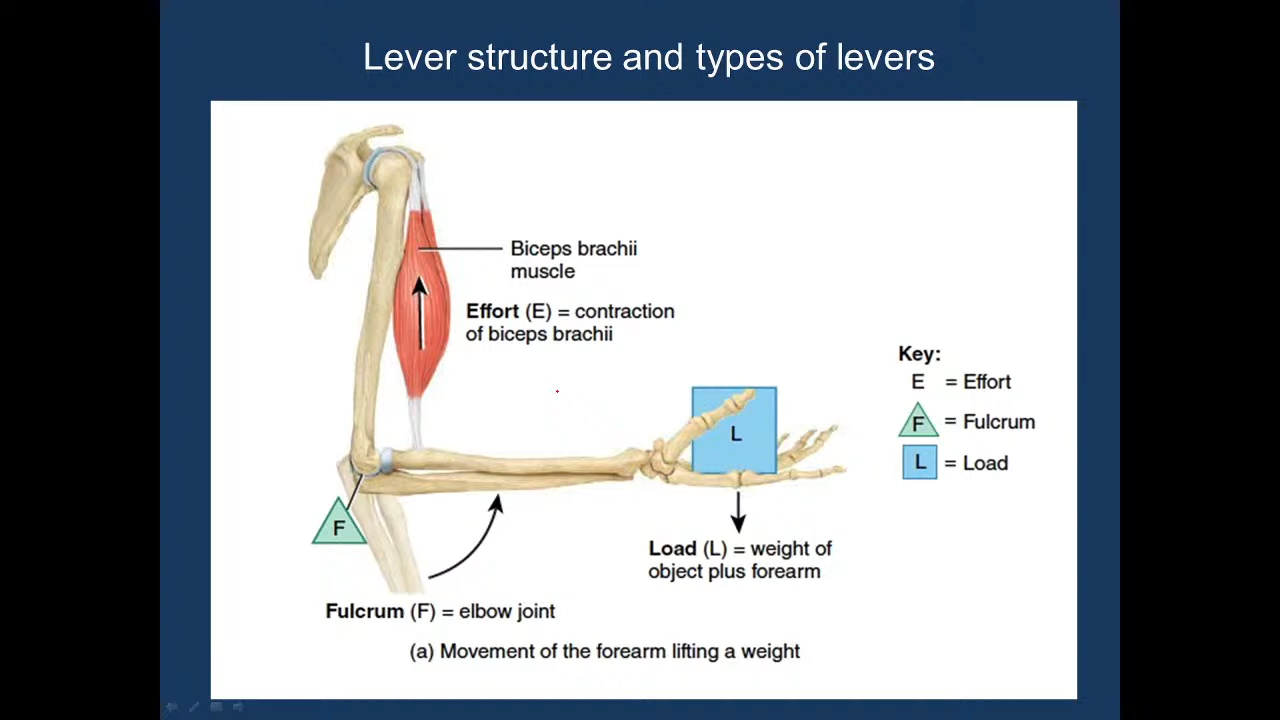 Lever structure and types of levers
Biceps brachii
muscle
Effort (E) = contraction
of biceps brachii
Key:
E = Effort
F = Fulcrum
L = Load
L
F
Load (L) = weight of
object plus forearm
Fulcrum (F) = elbow joint
(a) Movement of the forearm lifting a weight